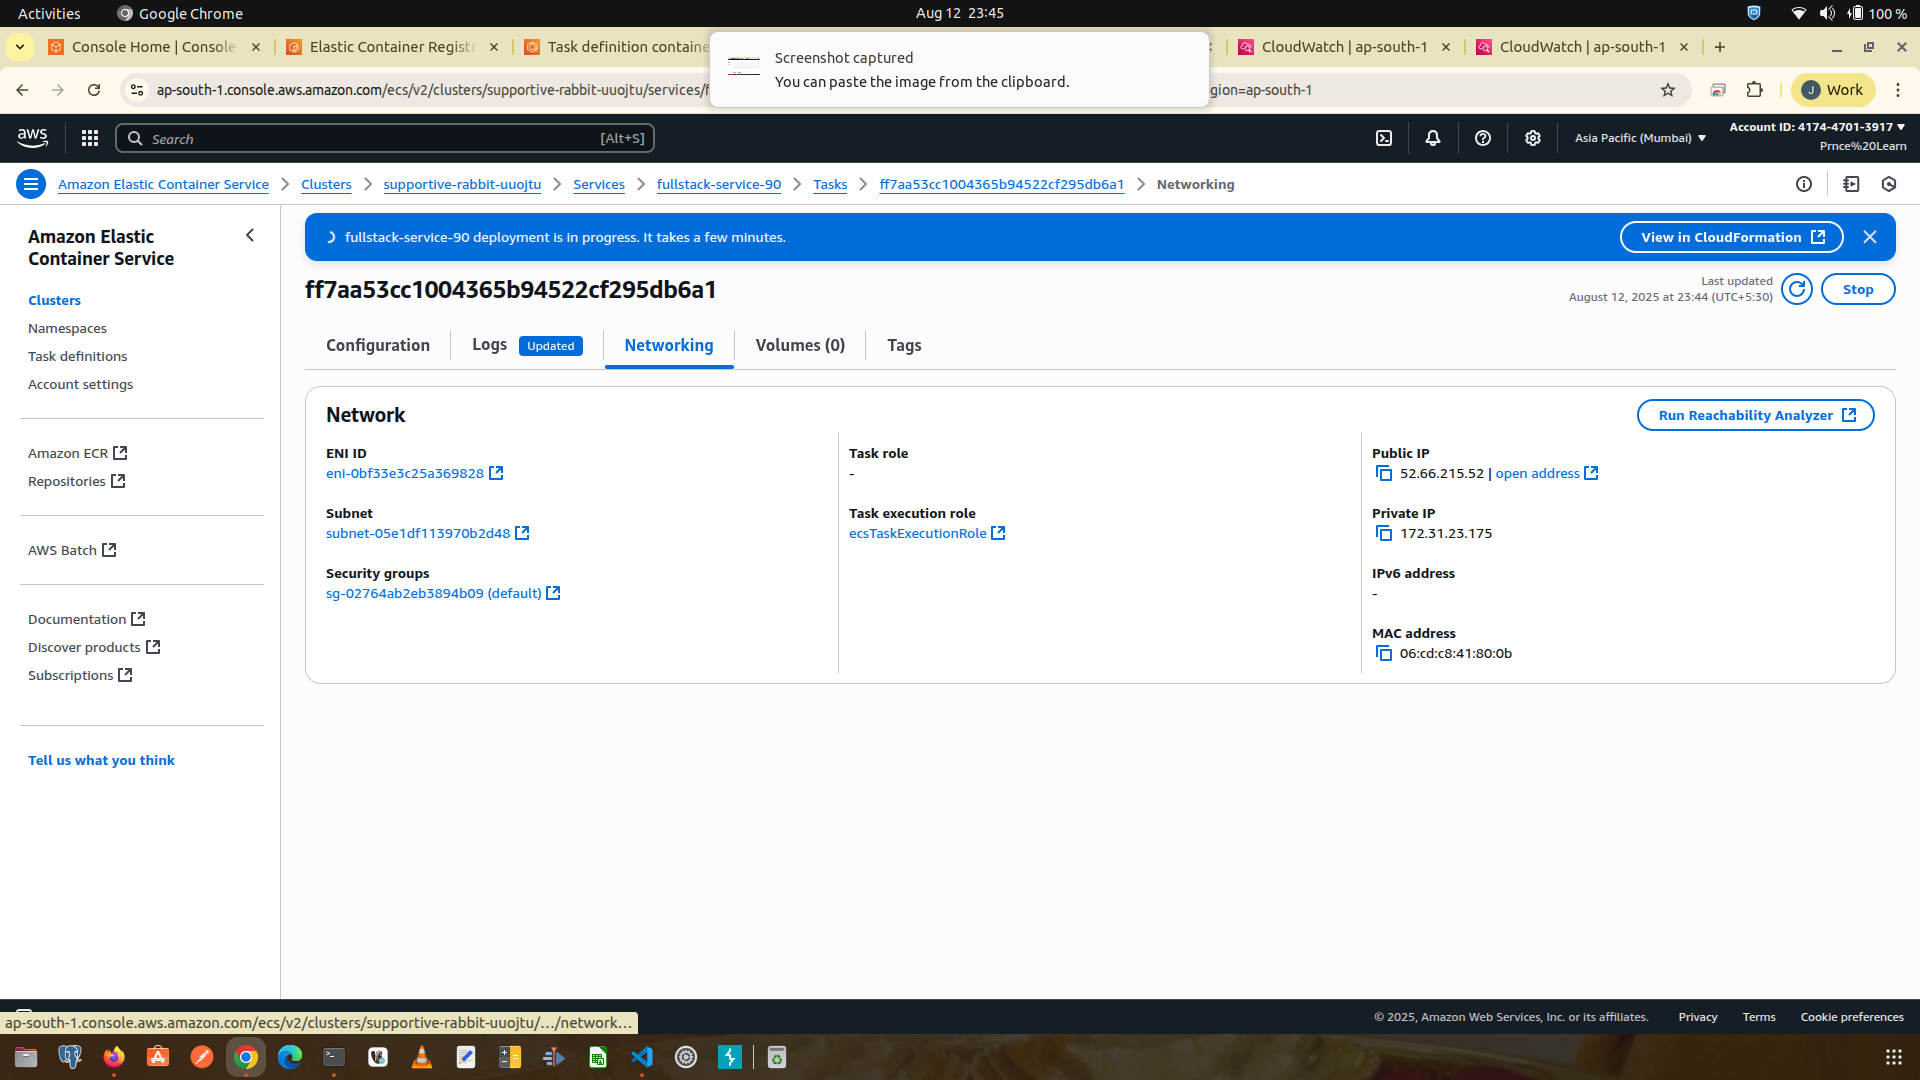 Activities
Google Chrome
Aug 12 23:45
100 %
Console Home | Console
Elastic Container Registr
Task definition containe
CloudWatch | ap-south-1
CloudWatch | ap-south-1
Screenshot captured
You can paste the image from the clipboard.
ap-south-1.console.aws.amazon.com/ecs/v2/clusters/supportive-rabbit-uuojtu/services/f
gion=ap-south-1
J Work
aws
Search
[Alt+S]
Asia Pacific (Mumbai)
Account ID: 4174-4701-3917
Prnce%20Learn
Amazon Elastic Container Service
Clusters
supportive-rabbit-uuojtu
Services
fullstack-service-90
Tasks
ff7aa53cc1004365b94522cf295db6a1
Networking
Amazon Elastic
Container Service
Clusters
Namespaces
Task definitions
Account settings
Amazon ECR
Repositories
AWS Batch
Documentation
Discover products
Subscriptions
Tell us what you think
fullstack-service-90 deployment is in progress. It takes a few minutes.
View in CloudFormation
ff7aa53cc1004365b94522cf295db6a1
Last updated
August 12, 2025 at 23:44 (UTC+5:30)
Stop
Configuration
Logs
Updated
Networking
Volumes (0)
Tags
Network
Run Reachability Analyzer
ENI ID
eni-0bf33e3c25a369828
Subnet
subnet-05e1df113970b2d48
Security groups
sg-02764ab2eb3894b09 (default)
Task role
-
Task execution role
ecsTaskExecutionRole
Public IP
52.66.215.52 | open address
Private IP
172.31.23.175
IPv6 address
-
MAC address
06:cd:c8:41:80:0b
© 2025, Amazon Web Services, Inc. or its affiliates.
Privacy
Terms
Cookie preferences
ap-south-1.console.aws.amazon.com/ecs/v2/clusters/supportive-rabbit-uuojtu/…/network…